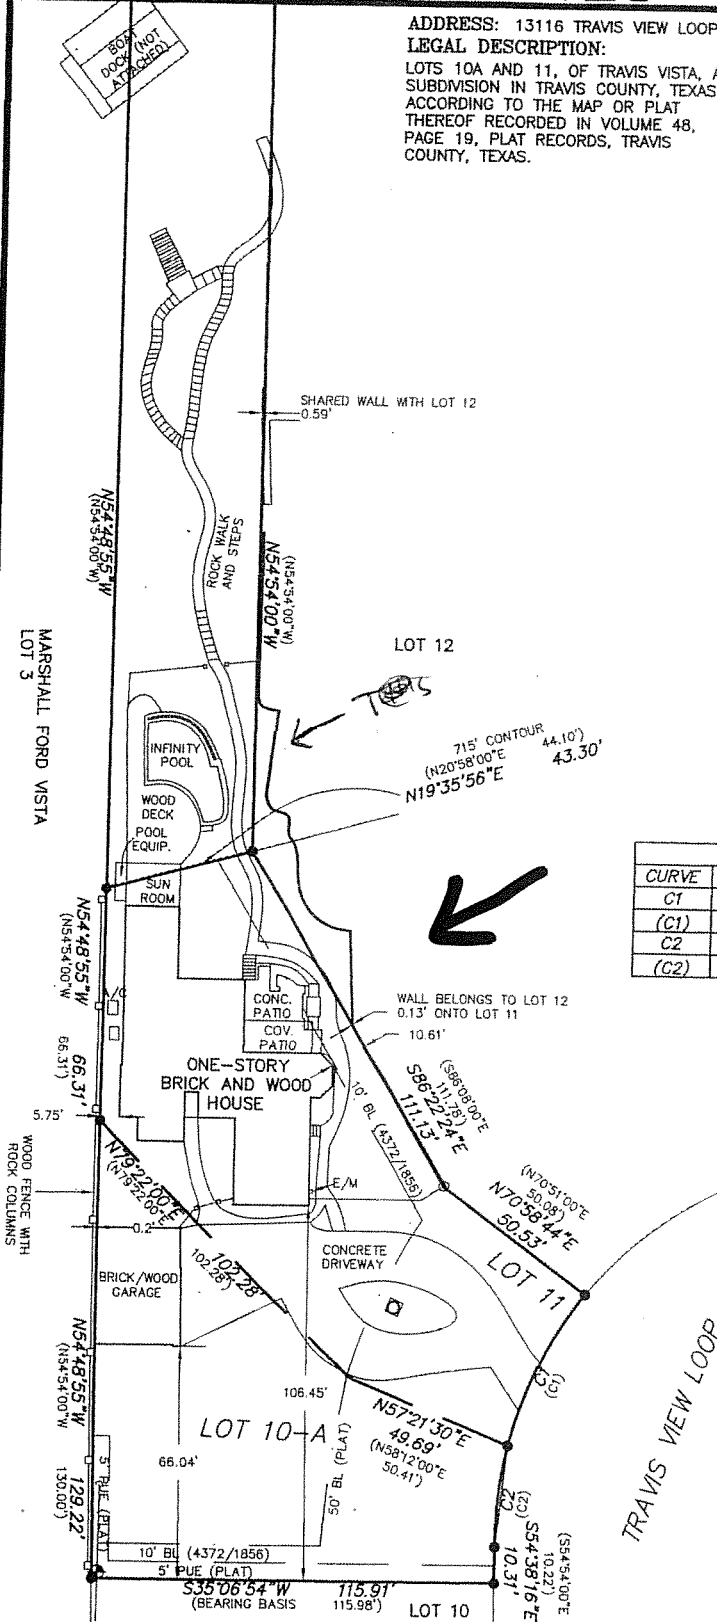 ADDRESS: 13116 TRAVIS VIEW LOOP
LEGAL DESCRIPTION:
LOTS 10A AND 11, OF TRAVIS VISTA, A
SUBDIVISION IN TRAVIS COUNTY, TEXAS
ACCORDING TO THE MAP OR PLAT
THEREOF RECORDED IN VOLUME 48,
PAGE 19, PLAT RECORDS, TRAVIS
COUNTY, TEXAS.
BOAT
DOCK (NOT
ATTACHED)
SHARED WALL WITH LOT 12
0.59'
N54°48'55"W
(N54°54'00"W)
ROCK WALK
AND STEPS
(N54°54'00"W)
N54°54'00"W
LOT 12
MARSHALL FORD VISTA
LOT 3
715' CONTOUR
(N20°58'00"E 44.10')
N19°35'56"E 43.30'
INFINITY
POOL
WOOD
DECK
POOL
EQUIP.
SUN
ROOM
CURVE
C1
(C1)
C2
(C2)
N54°48'55"W 66.31'
(N54°54'00"W 66.31')
A/C
CONC.
PATIO
COV.
PATIO
WALL BELONGS TO LOT 12
0.13' ONTO LOT 11
10.61'
ONE-STORY
BRICK AND WOOD
HOUSE
(S86°08'00"E
111.78')
S86°22'24"E
111.13'
10' BL (4372/1856)
5.75'
N79°22'00"E
(N79°22'00"E
102.28'
102.28')
E/M
(N70°51'00"E
50.08')
N70°58'44"E
50.53'
WOOD FENCE WITH
ROCK COLUMNS
0.2'
BRICK/WOOD
GARAGE
CONCRETE
DRIVEWAY
LOT 11
C1
(C1)
N54°48'55"W 129.22'
(N54°54'00"W 130.00')
106.45'
LOT 10-A
N57°21'30"E
49.69'
(N58°12'00"E
50.41')
66.04'
50' BL (PLAT)
5' PUE (PLAT)
C2
(C2)
TRAVIS VIEW LOOP
10' BL (4372/1856)
5' PUE (PLAT)
(S54°54'00"E
10.22')
S54°38'16"E
10.31'
S35°06'54"W 115.91'
(BEARING BASIS 115.98')
LOT 10